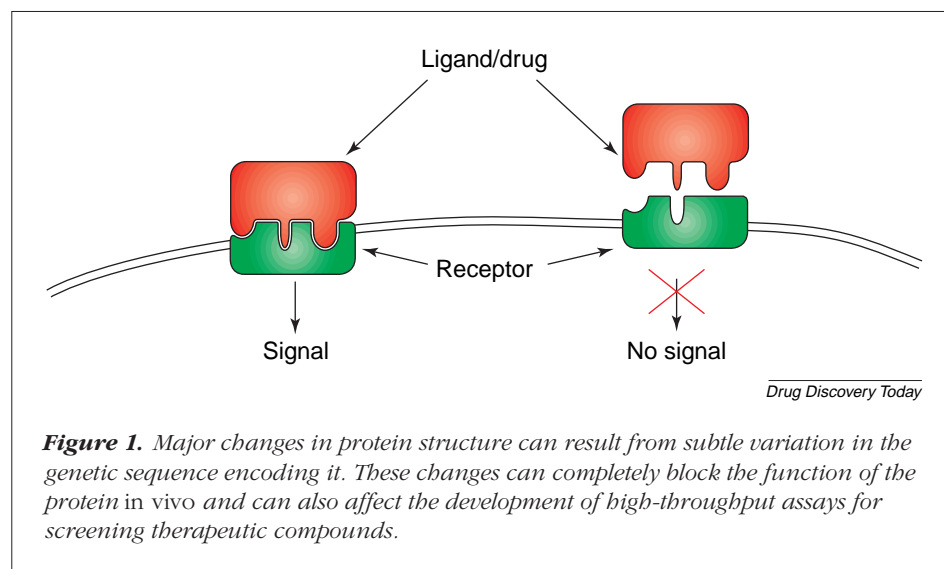 Ligand/drug
Receptor
Signal
No signal
Drug Discovery Today
Figure 1. Major changes in protein structure can result from subtle variation in the
genetic sequence encoding it. These changes can completely block the function of the
protein in vivo and can also affect the development of high-throughput assays for
screening therapeutic compounds.